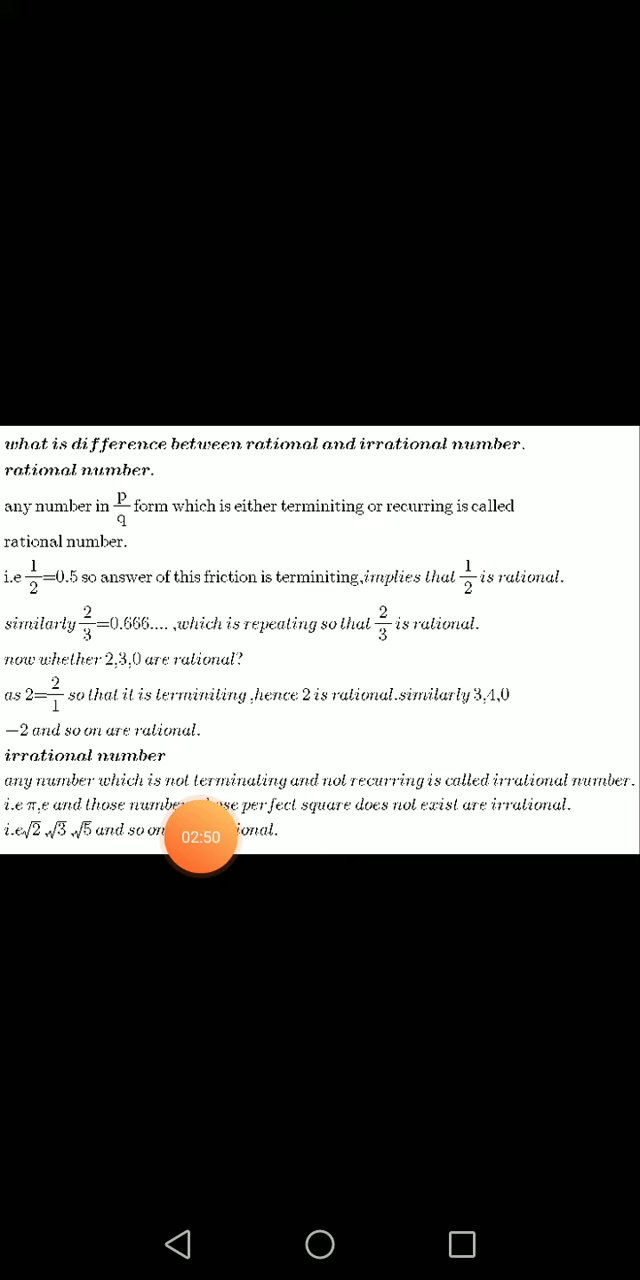 what is difference between rational and irrational number.
rational number.
any number in p/q form which is either terminiting or recurring is called
rational number.
i.e 1/2=0.5 so answer of this friction is terminiting,implies that 1/2 is rational.
similarly 2/3=0.666.... ,which is repeating so that 2/3 is rational.
now whether 2,3,0 are rational?
as 2=2/1 so that it is terminiting ,hence 2 is rational.similarly 3,4,0
−2 and so on are rational.
irrational number
any number which is not terminating and not recurring is called irrational number.
i.e π,e and those number perfect square does not exist are irrational.
i.e√2 ,√3 ,√5 and so on
02:50